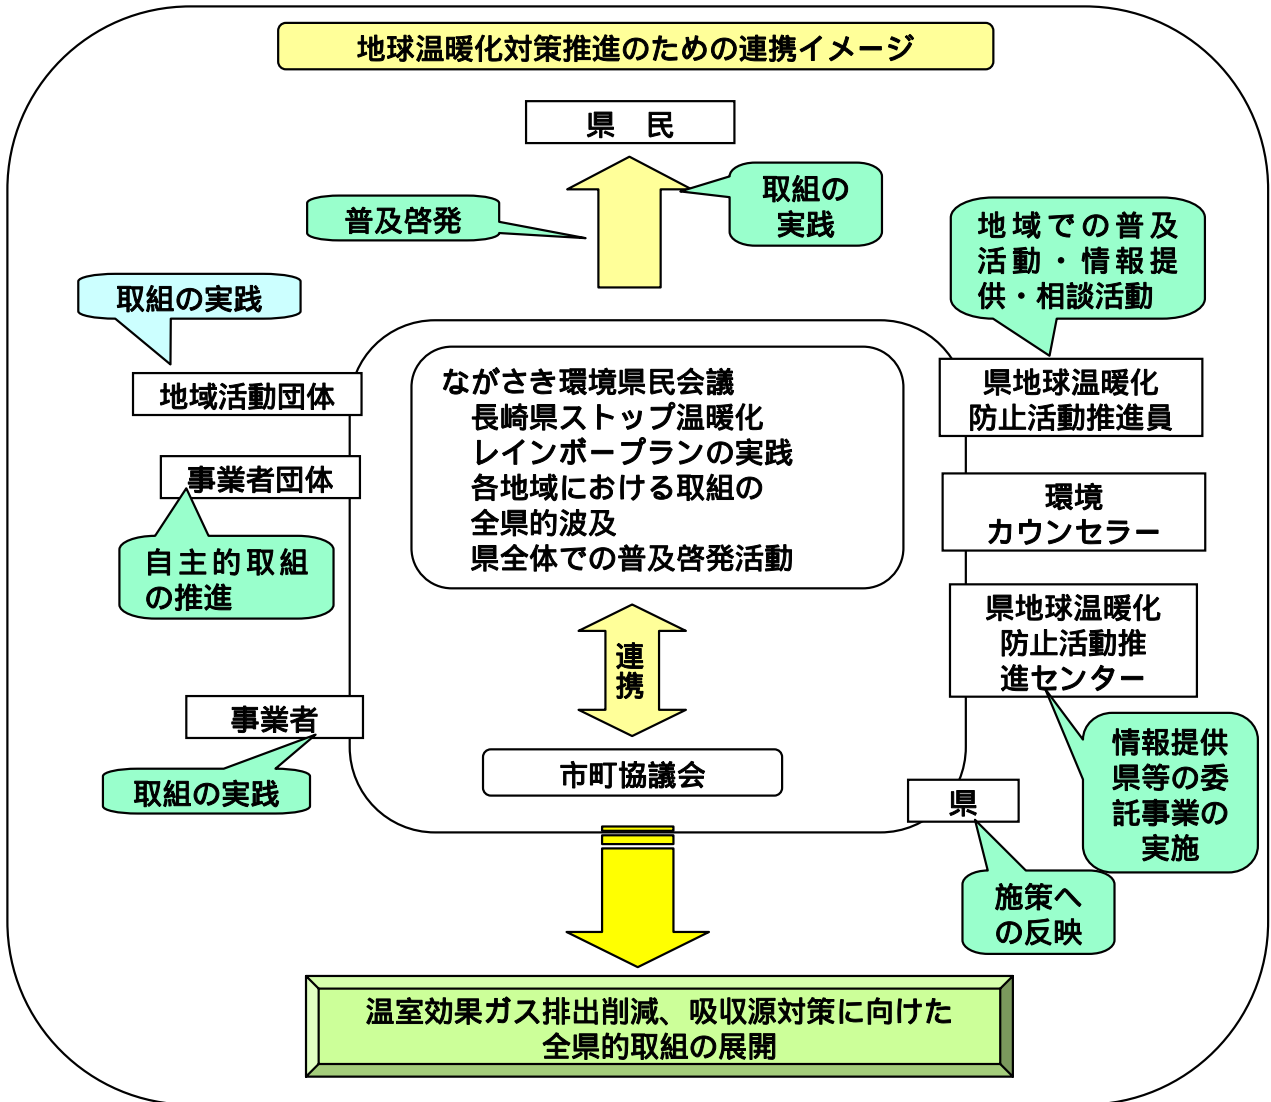 地球温暖化対策推進のための連携イメージ
県　民
取組の
実践
普及啓発
地域での普及
活動・情報提
供・相談活動
取組の実践
地域活動団体
ながさき環境県民会議
長崎県ストップ温暖化
レインボープランの実践
各地域における取組の
全県的波及
県全体での普及啓発活動
県地球温暖化
防止活動推進員
事業者団体
環境
カウンセラー
自主的取組
の推進
県地球温暖化
防止活動推
進センター
連
携
事業者
取組の実践
市町協議会
情報提供
県等の委
託事業の
実施
県
施策へ
の反映
温室効果ガス排出削減、吸収源対策に向けた
全県的取組の展開